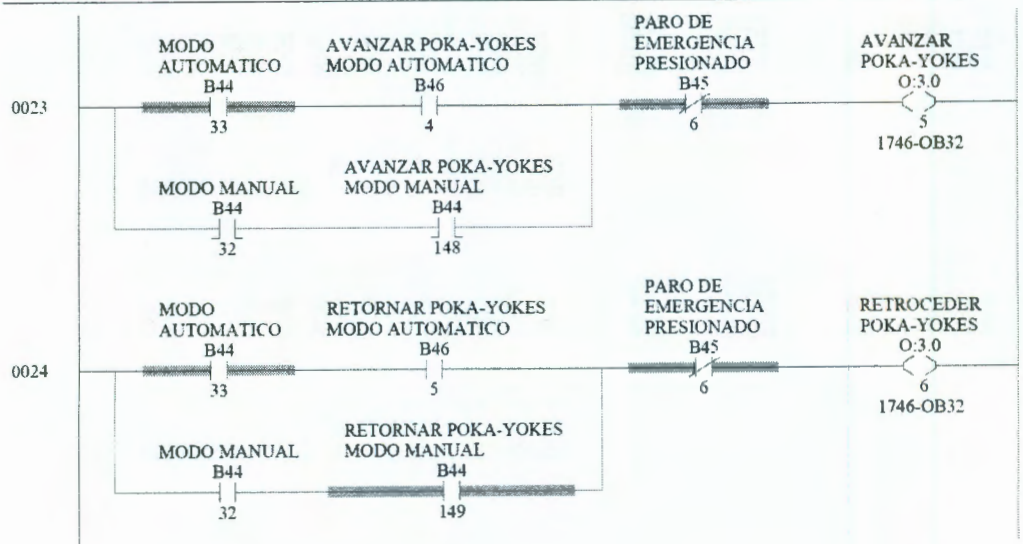 MODO
AUTOMATICO
B44
33
AVANZAR POKA-YOKES
MODO AUTOMATICO
B46
4
PARO DE
EMERGENCIA
PRESIONADO
B45
6
AVANZAR
POKA-YOKES
O:3.0
5
1746-OB32
0023
MODO MANUAL
B44
32
AVANZAR POKA-YOKES
MODO MANUAL
B44
148
MODO
AUTOMATICO
B44
33
RETORNAR POKA-YOKES
MODO AUTOMATICO
B46
5
PARO DE
EMERGENCIA
PRESIONADO
B45
6
RETROCEDER
POKA-YOKES
O:3.0
6
1746-OB32
0024
MODO MANUAL
B44
32
RETORNAR POKA-YOKES
MODO MANUAL
B44
149